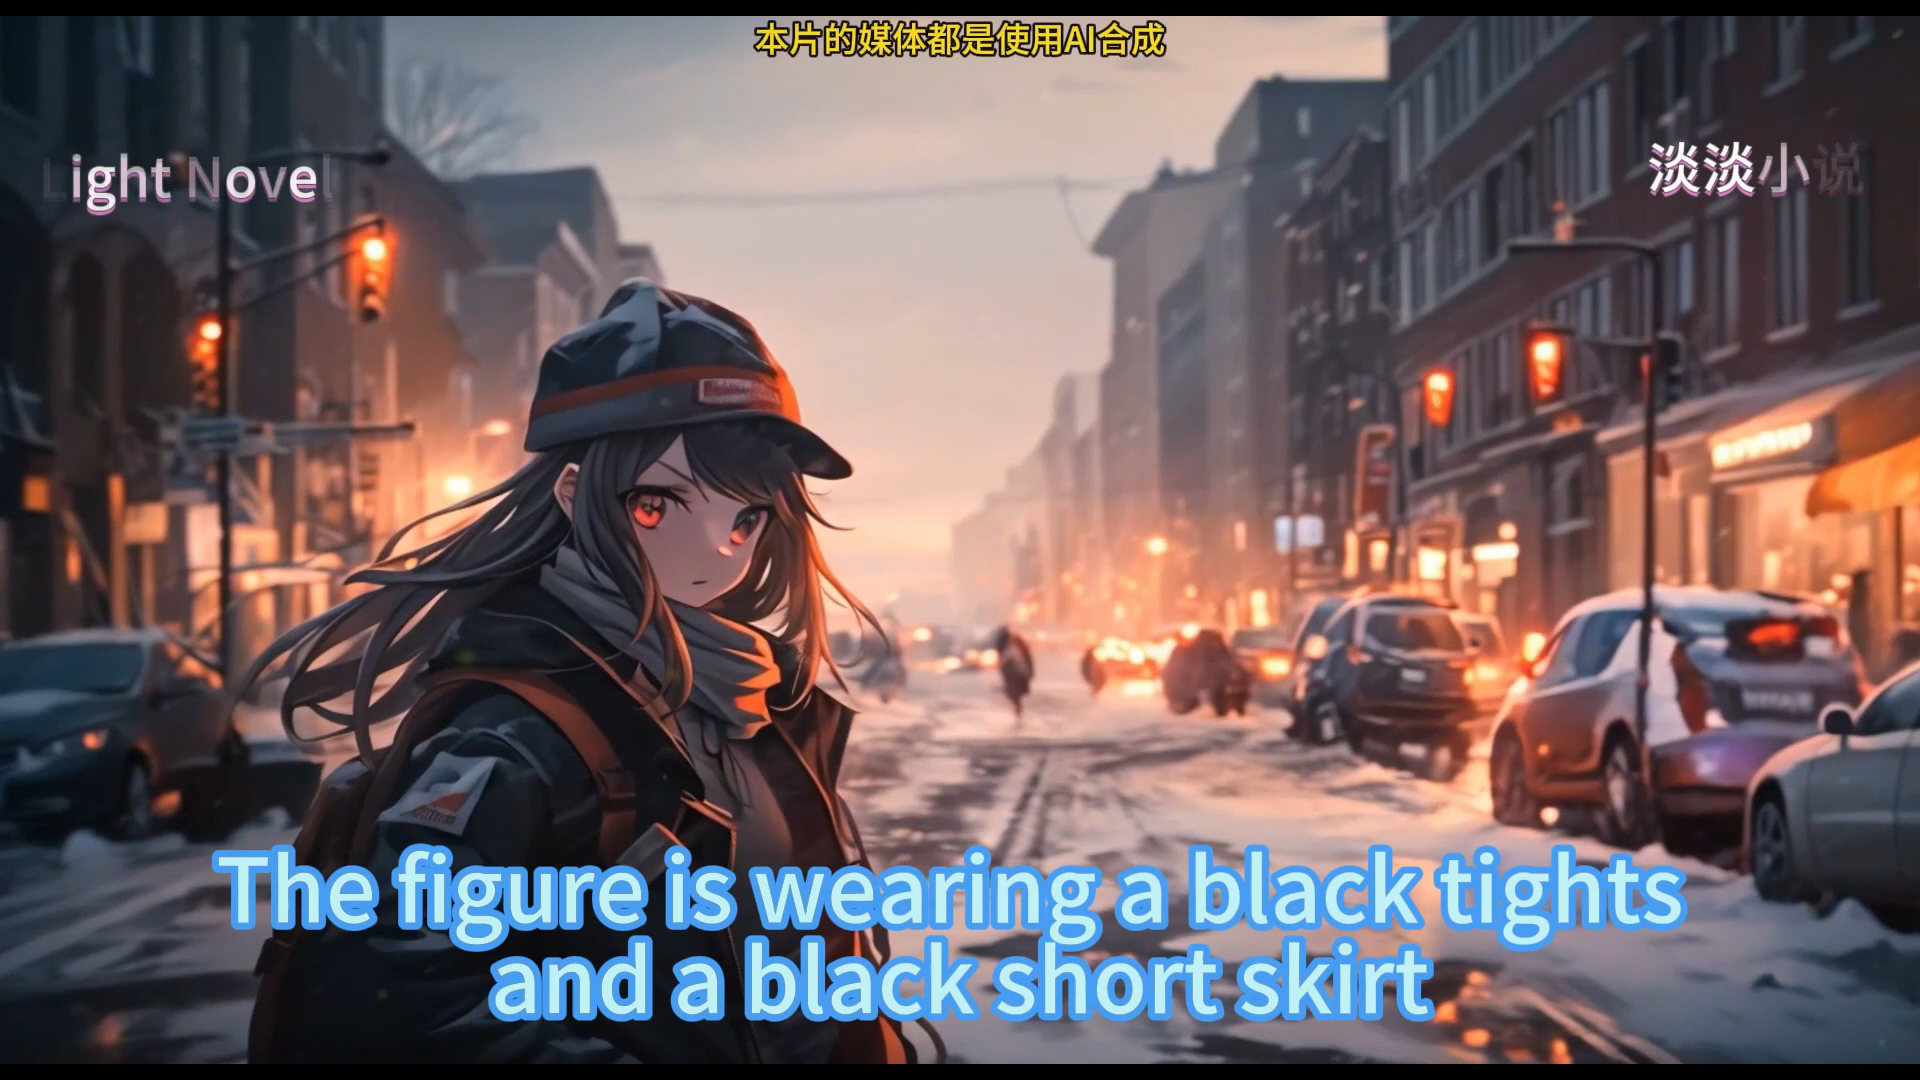 本片的媒体都是使用AI合成
Light Novel
淡淡小说
The figure is wearing a black tights
and a black short skirt